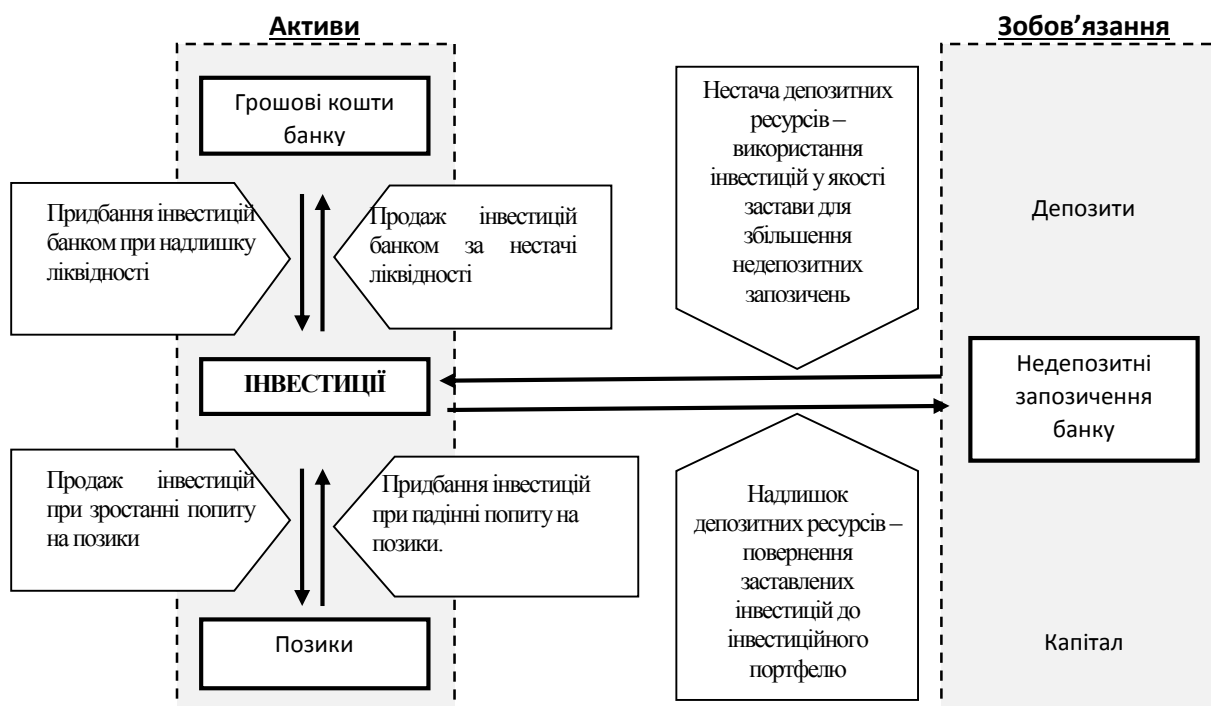 Активи
Зобов’язання
Грошові кошти
банку
Придбання інвестицій
банком при надлишку
ліквідності
Продаж інвестицій
банком за нестачі
ліквідності
Нестача депозитних
ресурсів –
використання
інвестицій у якості
застави для
збільшення
недепозитних
запозичень
Депозити
ІНВЕСТИЦІЇ
Недепозитні
запозичення
банку
Продаж інвестицій
при зростанні попиту
на позики
Придбання інвестицій
при падінні попиту на
позики.
Надлишок
депозитних ресурсів –
повернення
заставлених
інвестицій до
інвестиційного
портфелю
Позики
Капітал